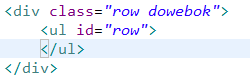 <div class="row dowebok">
<ul id="row">
</ul>
</div>